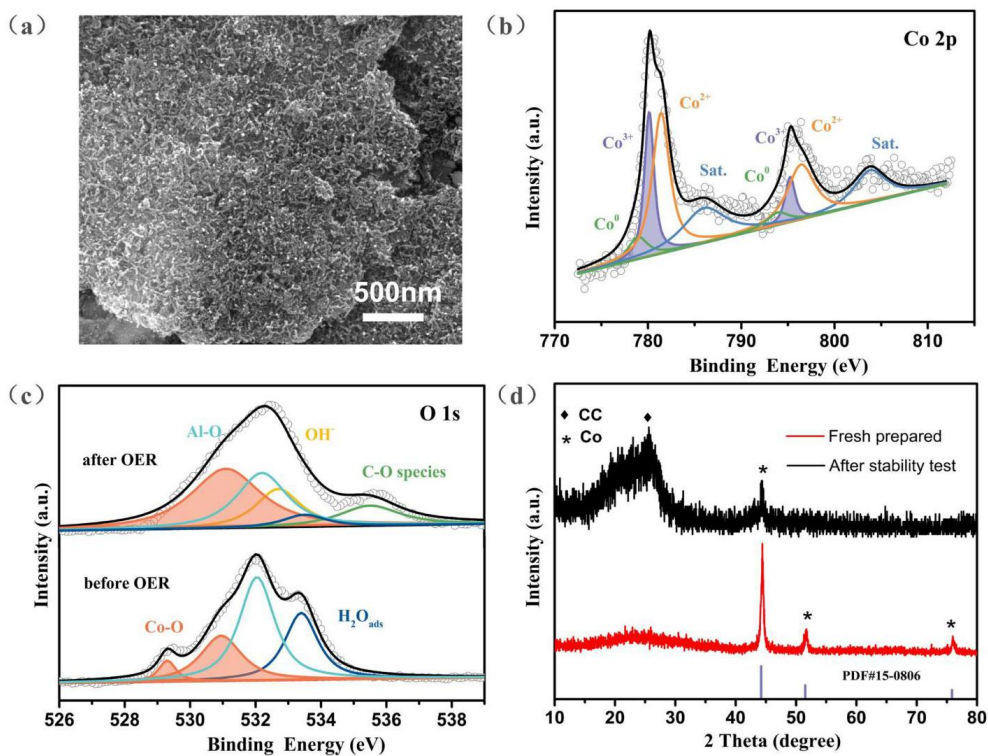 (a)
500nm
(b)
Co 2p
Co³⁺
Co²⁺
Co⁰
Sat.
Co³⁺
Co²⁺
Co⁰
Sat.
Intensity (a.u.)
770 780 790 800 810
Binding Energy (eV)
(c)
O 1s
after OER
Al-O
OH⁻
C-O species
before OER
Co-O
H₂Oads
Intensity (a.u.)
Intensity (a.u.)
526 528 530 532 534 536 538
Binding Energy (eV)
(d)
♦ CC
* Co
Fresh prepared
After stability test
♦
*
*
*
PDF#15-0806
Intensity (a.u.)
10 20 30 40 50 60 70 80
2 Theta (degree)